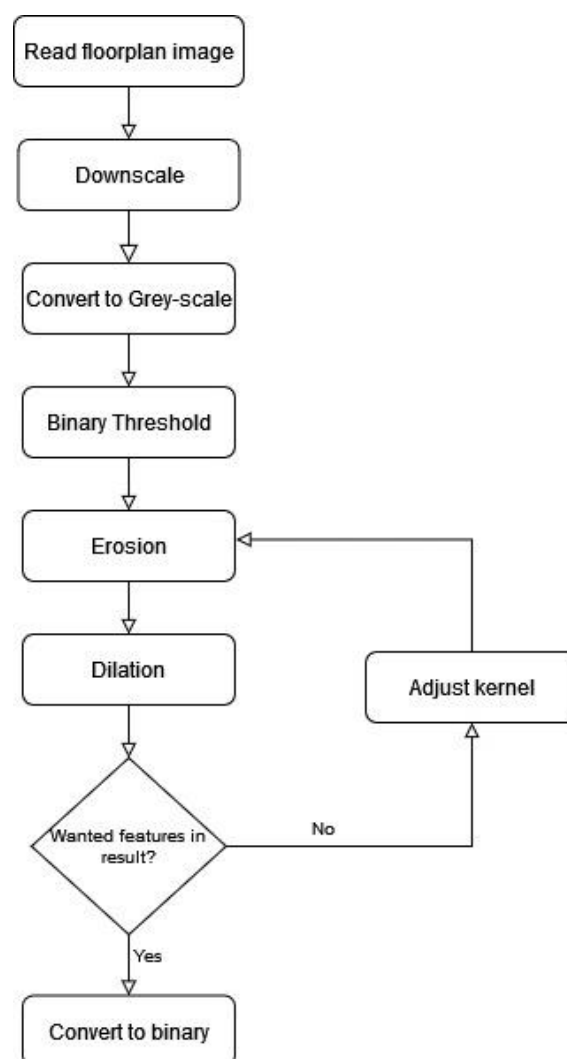 Read floorplan image
Downscale
Convert to Grey-scale
Binary Threshold
Erosion
Dilation
Adjust kernel
Wanted features in
result?
No
Yes
Convert to binary